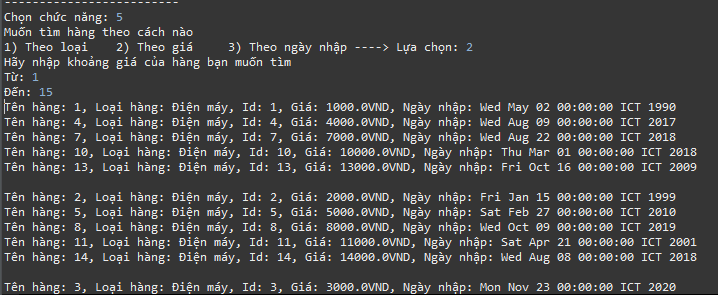 -------------------------
Chọn chức năng: 5
Muốn tìm hàng theo cách nào
1) Theo loại    2) Theo giá     3) Theo ngày nhập ----> Lựa chọn: 2
Hãy nhập khoảng giá của hàng bạn muốn tìm
Từ: 1
Đến: 15
Tên hàng: 1, Loại hàng: Điện máy, Id: 1, Giá: 1000.0VND, Ngày nhập: Wed May 02 00:00:00 ICT 1990
Tên hàng: 4, Loại hàng: Điện máy, Id: 4, Giá: 4000.0VND, Ngày nhập: Wed Aug 09 00:00:00 ICT 2017
Tên hàng: 7, Loại hàng: Điện máy, Id: 7, Giá: 7000.0VND, Ngày nhập: Wed Aug 22 00:00:00 ICT 2018
Tên hàng: 10, Loại hàng: Điện máy, Id: 10, Giá: 10000.0VND, Ngày nhập: Thu Mar 01 00:00:00 ICT 2018
Tên hàng: 13, Loại hàng: Điện máy, Id: 13, Giá: 13000.0VND, Ngày nhập: Fri Oct 16 00:00:00 ICT 2009
Tên hàng: 2, Loại hàng: Điện máy, Id: 2, Giá: 2000.0VND, Ngày nhập: Fri Jan 15 00:00:00 ICT 1999
Tên hàng: 5, Loại hàng: Điện máy, Id: 5, Giá: 5000.0VND, Ngày nhập: Sat Feb 27 00:00:00 ICT 2010
Tên hàng: 8, Loại hàng: Điện máy, Id: 8, Giá: 8000.0VND, Ngày nhập: Wed Oct 09 00:00:00 ICT 2019
Tên hàng: 11, Loại hàng: Điện máy, Id: 11, Giá: 11000.0VND, Ngày nhập: Sat Apr 21 00:00:00 ICT 2001
Tên hàng: 14, Loại hàng: Điện máy, Id: 14, Giá: 14000.0VND, Ngày nhập: Wed Aug 08 00:00:00 ICT 2018
Tên hàng: 3, Loại hàng: Điện máy, Id: 3, Giá: 3000.0VND, Ngày nhập: Mon Nov 23 00:00:00 ICT 2020